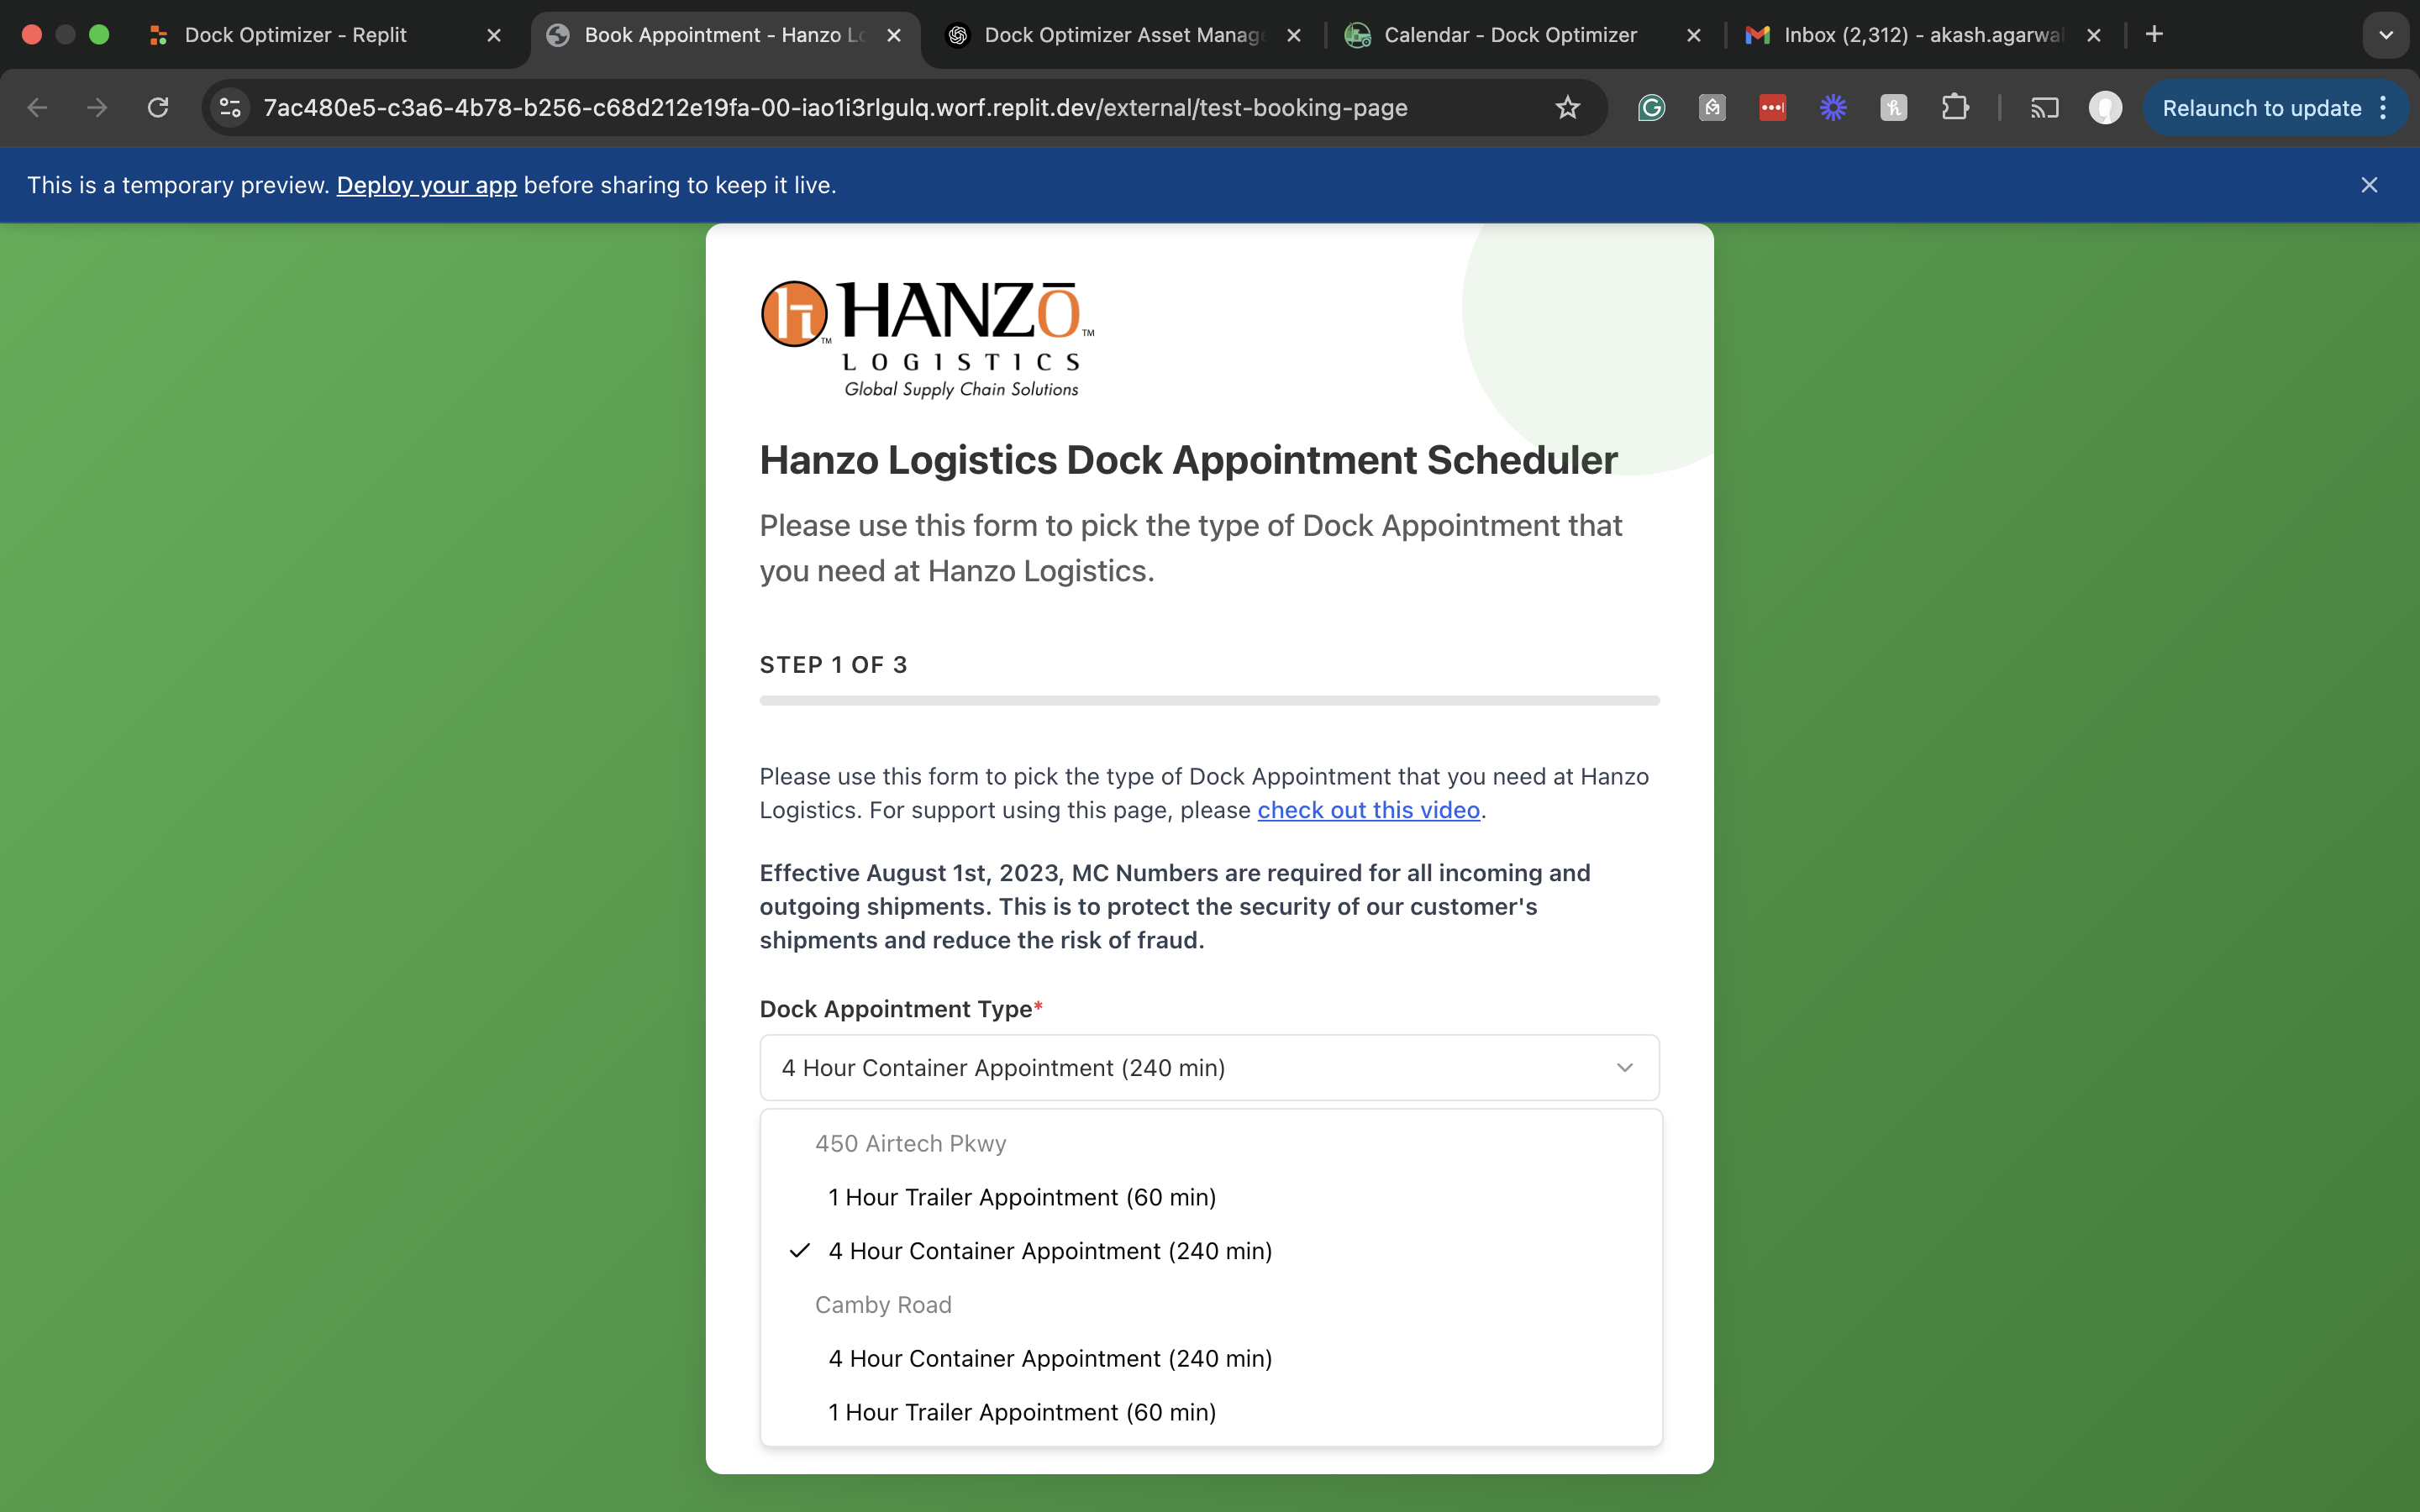 Dock Optimizer - Replit
Book Appointment - Hanzo Lo
Dock Optimizer Asset Manage
Calendar - Dock Optimizer
Inbox (2,312) - akash.agarwal
7ac480e5-c3a6-4b78-b256-c68d212e19fa-00-iao1i3rlgulq.worf.replit.dev/external/test-booking-page
Relaunch to update
This is a temporary preview. Deploy your app before sharing to keep it live.
HANZō™
™
LOGISTICS
Global Supply Chain Solutions
Hanzo Logistics Dock Appointment Scheduler
Please use this form to pick the type of Dock Appointment that
you need at Hanzo Logistics.
STEP 1 OF 3
Please use this form to pick the type of Dock Appointment that you need at Hanzo
Logistics. For support using this page, please check out this video.
Effective August 1st, 2023, MC Numbers are required for all incoming and
outgoing shipments. This is to protect the security of our customer's
shipments and reduce the risk of fraud.
Dock Appointment Type*
4 Hour Container Appointment (240 min)
450 Airtech Pkwy
1 Hour Trailer Appointment (60 min)
4 Hour Container Appointment (240 min)
Camby Road
4 Hour Container Appointment (240 min)
1 Hour Trailer Appointment (60 min)